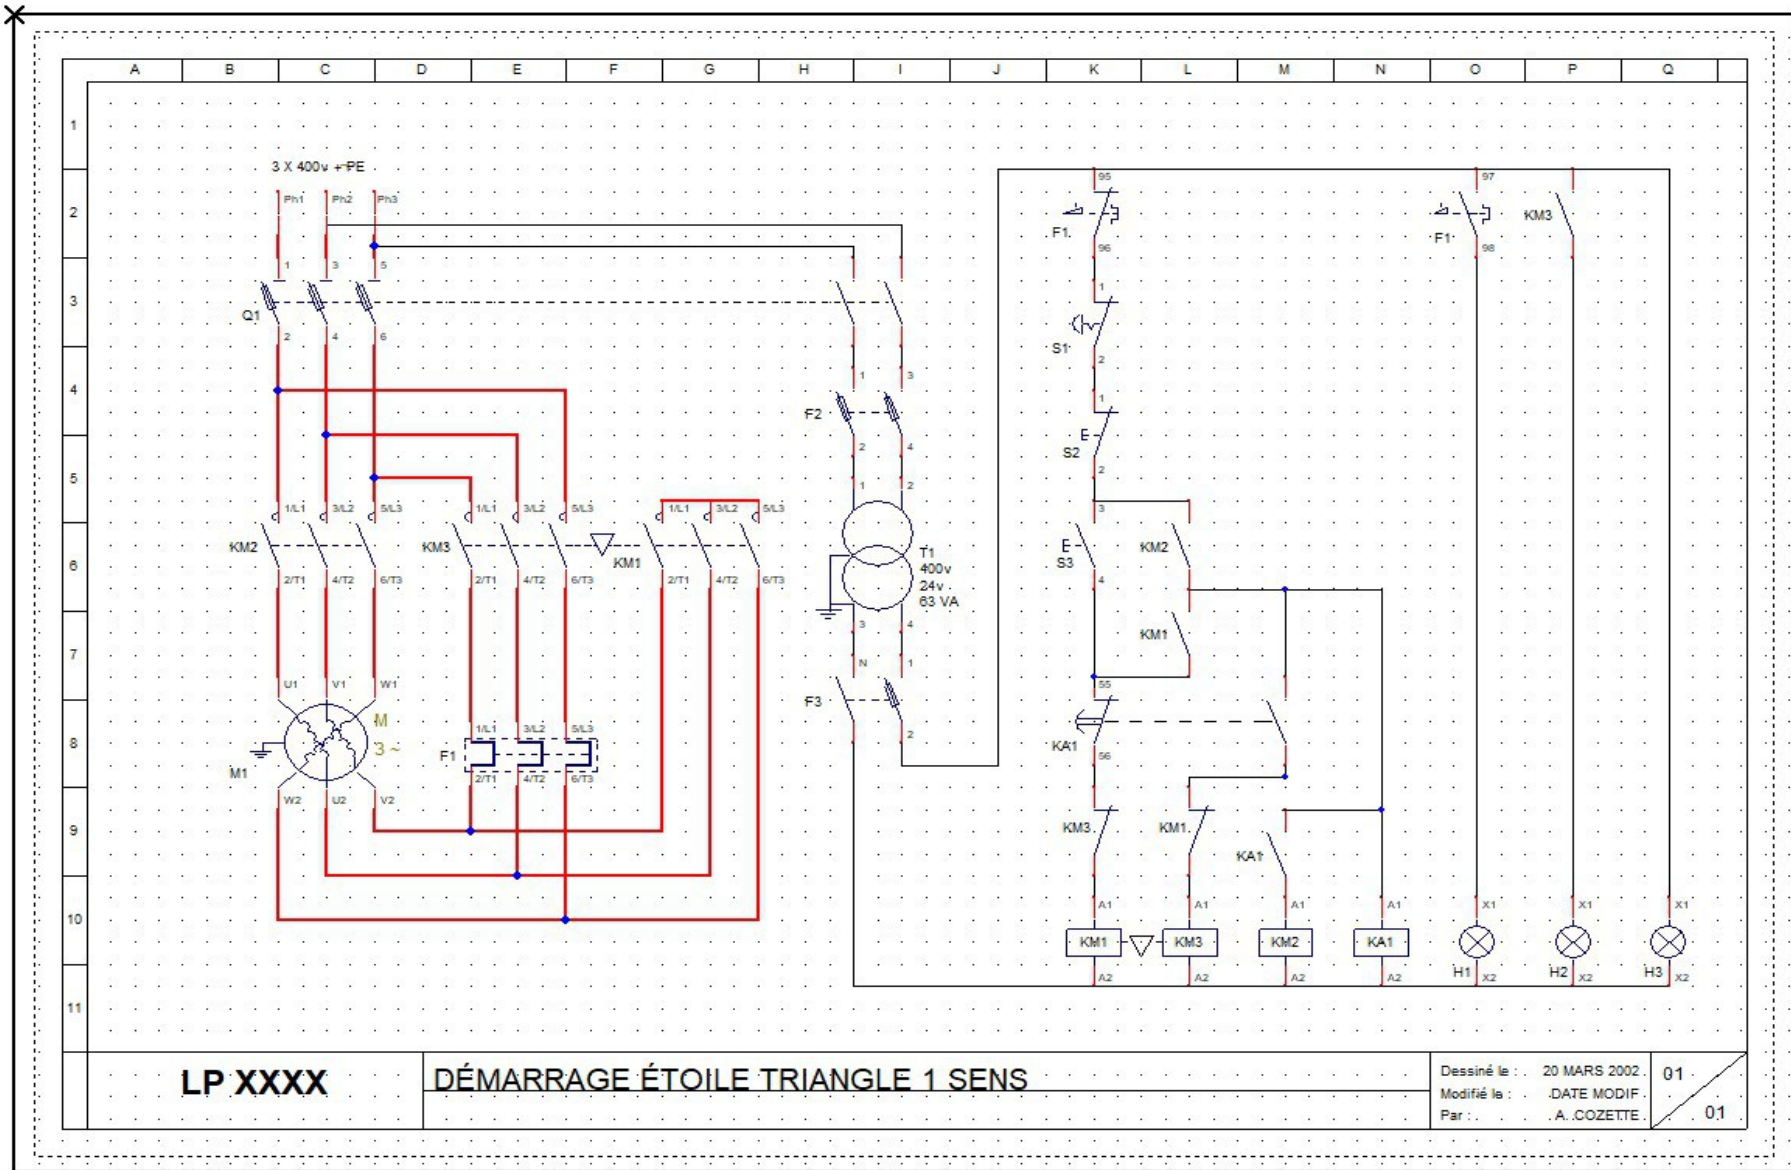 A B C D E F G H I J K L M N O P Q
1
2
3
4
5
6
7
8
9
10
11
3 X 400v + PE
Ph1 Ph2 Ph3
1 3 5
Q1
2 4 6
1/L1 3/L2 5/L3
KM2
2/T1 4/T2 6/T3
1/L1 3/L2 5/L3
KM3
2/T1 4/T2 6/T3
1/L1 3/L2 5/L3
KM1
2/T1 4/T2 6/T3
U1 V1 W1
M
3 ~
M1
W2 U2 V2
1/L1 3/L2 5/L3
F1
2/T1 4/T2 6/T3
1 3
F2
2 4
1 2
T1
400v
24v
63 VA
3 4
N 1
F3
2
95
F1
96
1
S1
2
1
S2
2
3
S3
4
KM2
KM1
55
KA1
56
KM3
KM1
KA1
A1 A1 A1 A1
KM1 KM3 KM2 KA1
A2 A2 A2 A2
97
F1
98
KM3
X1 X1 X1
H1 H2 H3
X2 X2 X2
LP XXXX
DÉMARRAGE ÉTOILE TRIANGLE 1 SENS
Dessiné le : 20 MARS 2002
Modifié le : DATE MODIF
Par : A. COZETTE
01
01